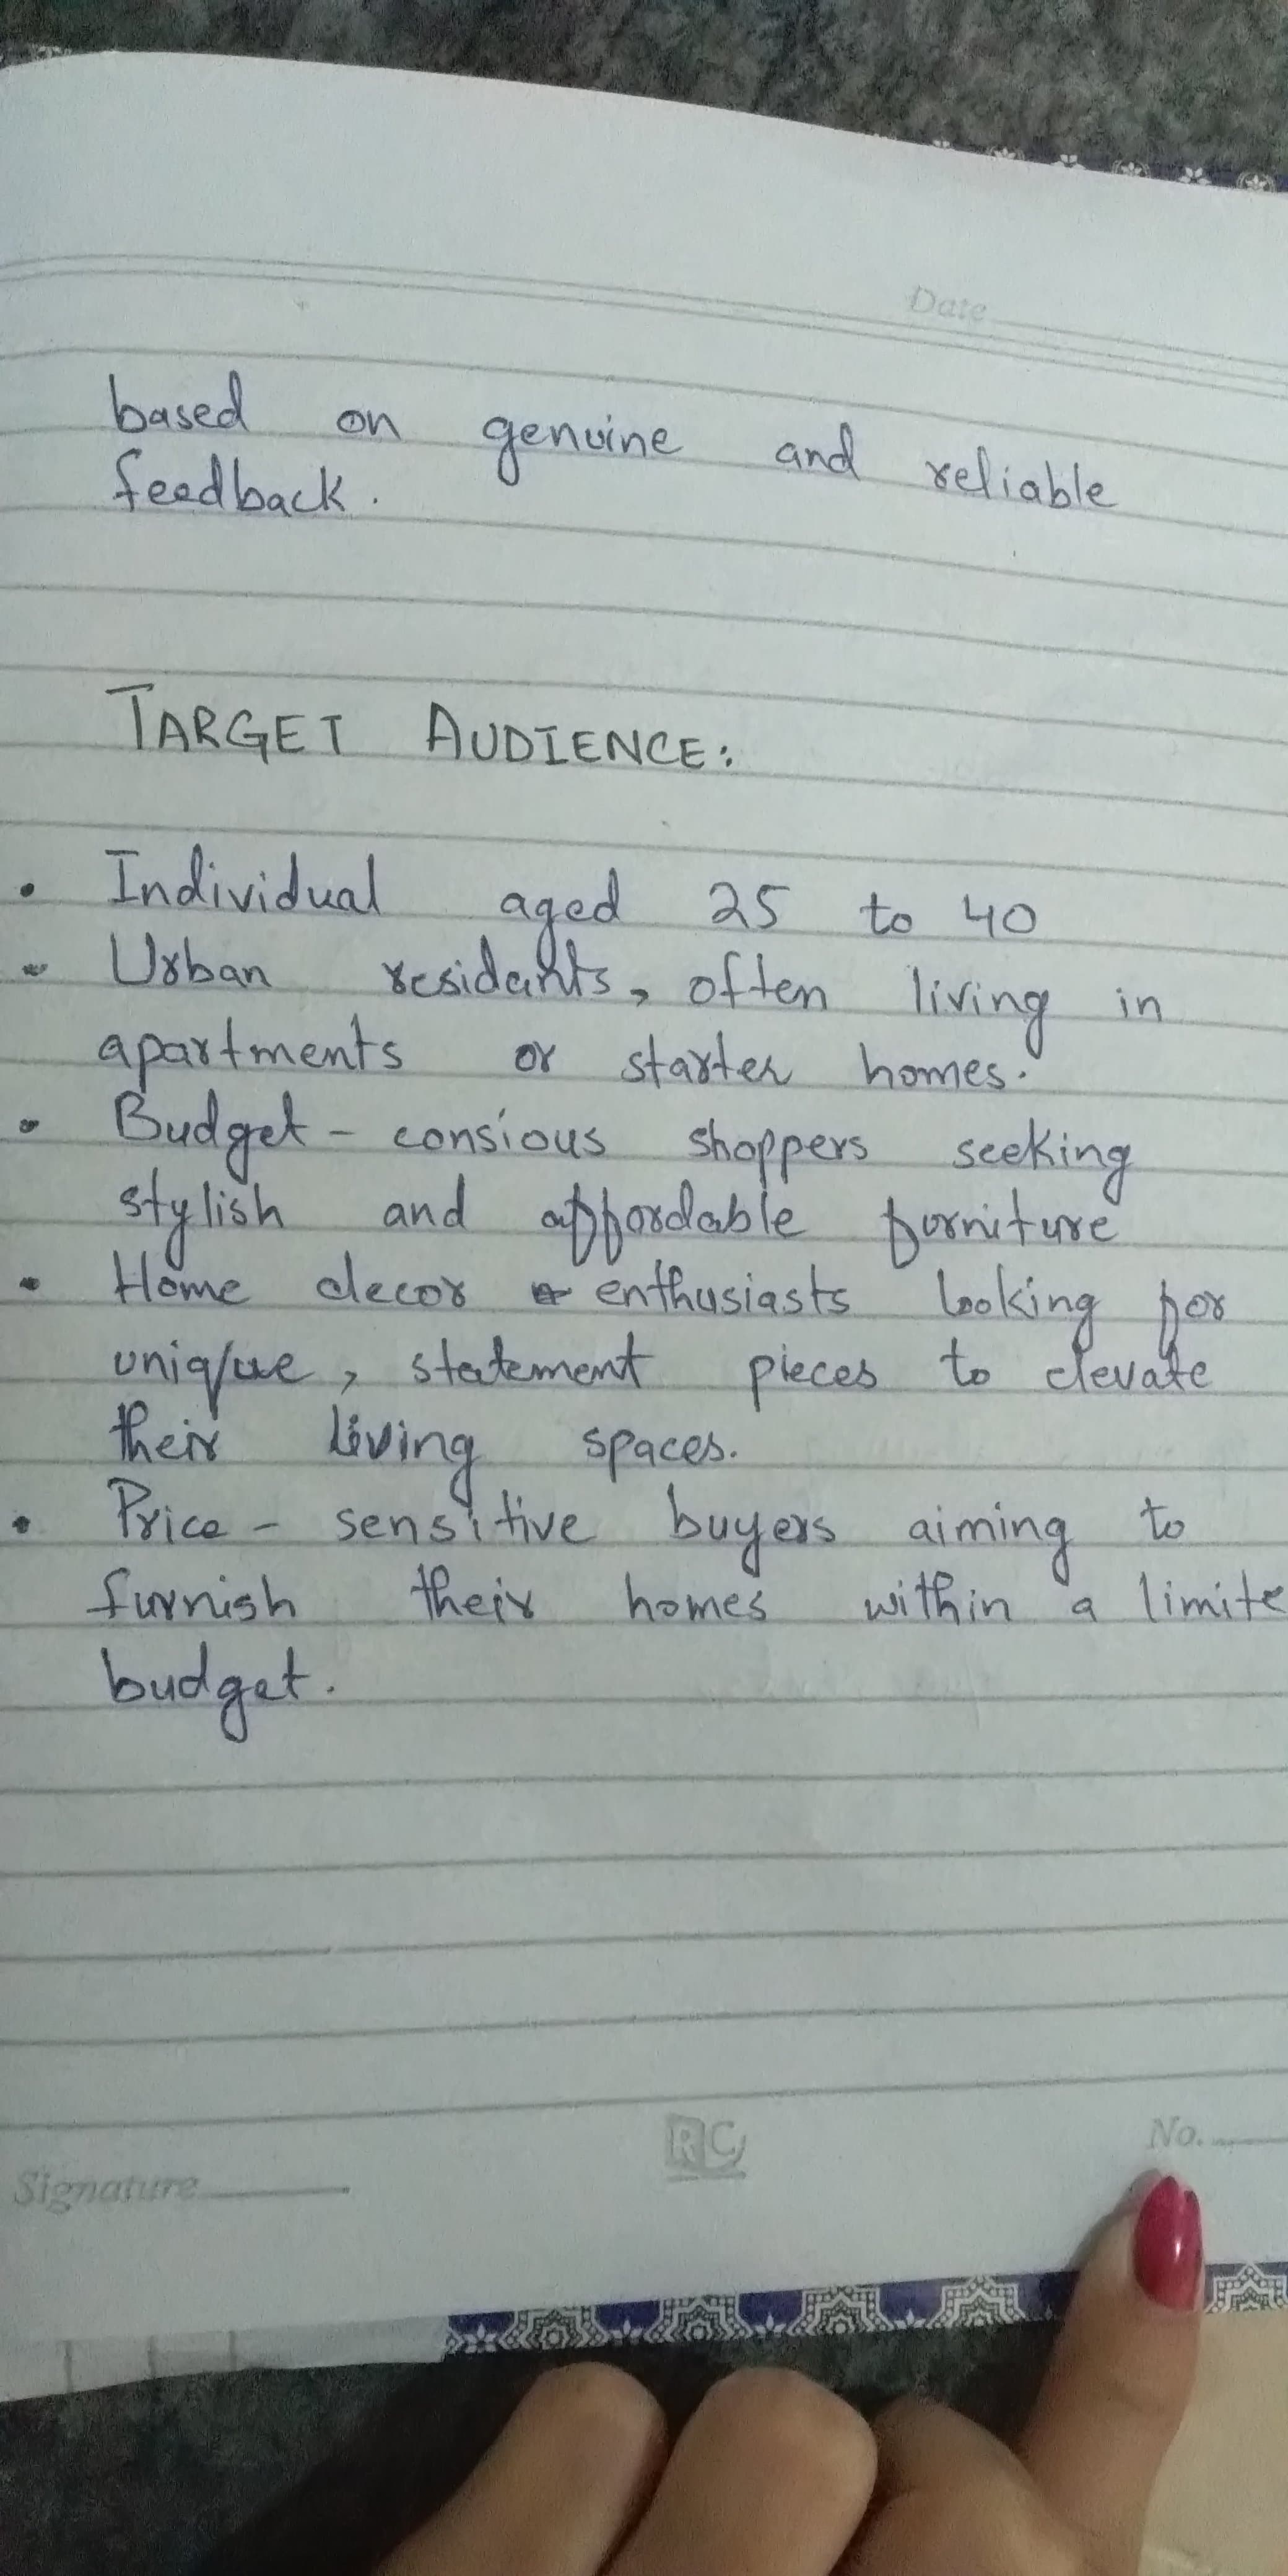 Date
based on genuine and reliable
feedback.
TARGET AUDIENCE:
• Individual aged 25 to 40
• Urban residants, often living in
apartments or starter homes.
• Budget - consious shoppers seeking
stylish and affordable furniture
• Home decor enthusiasts looking for
unique, statement pieces to elevate
their living spaces.
• Price - sensitive buyers aiming to
furnish their homes within a limite
budget.
RC
No.
Signature